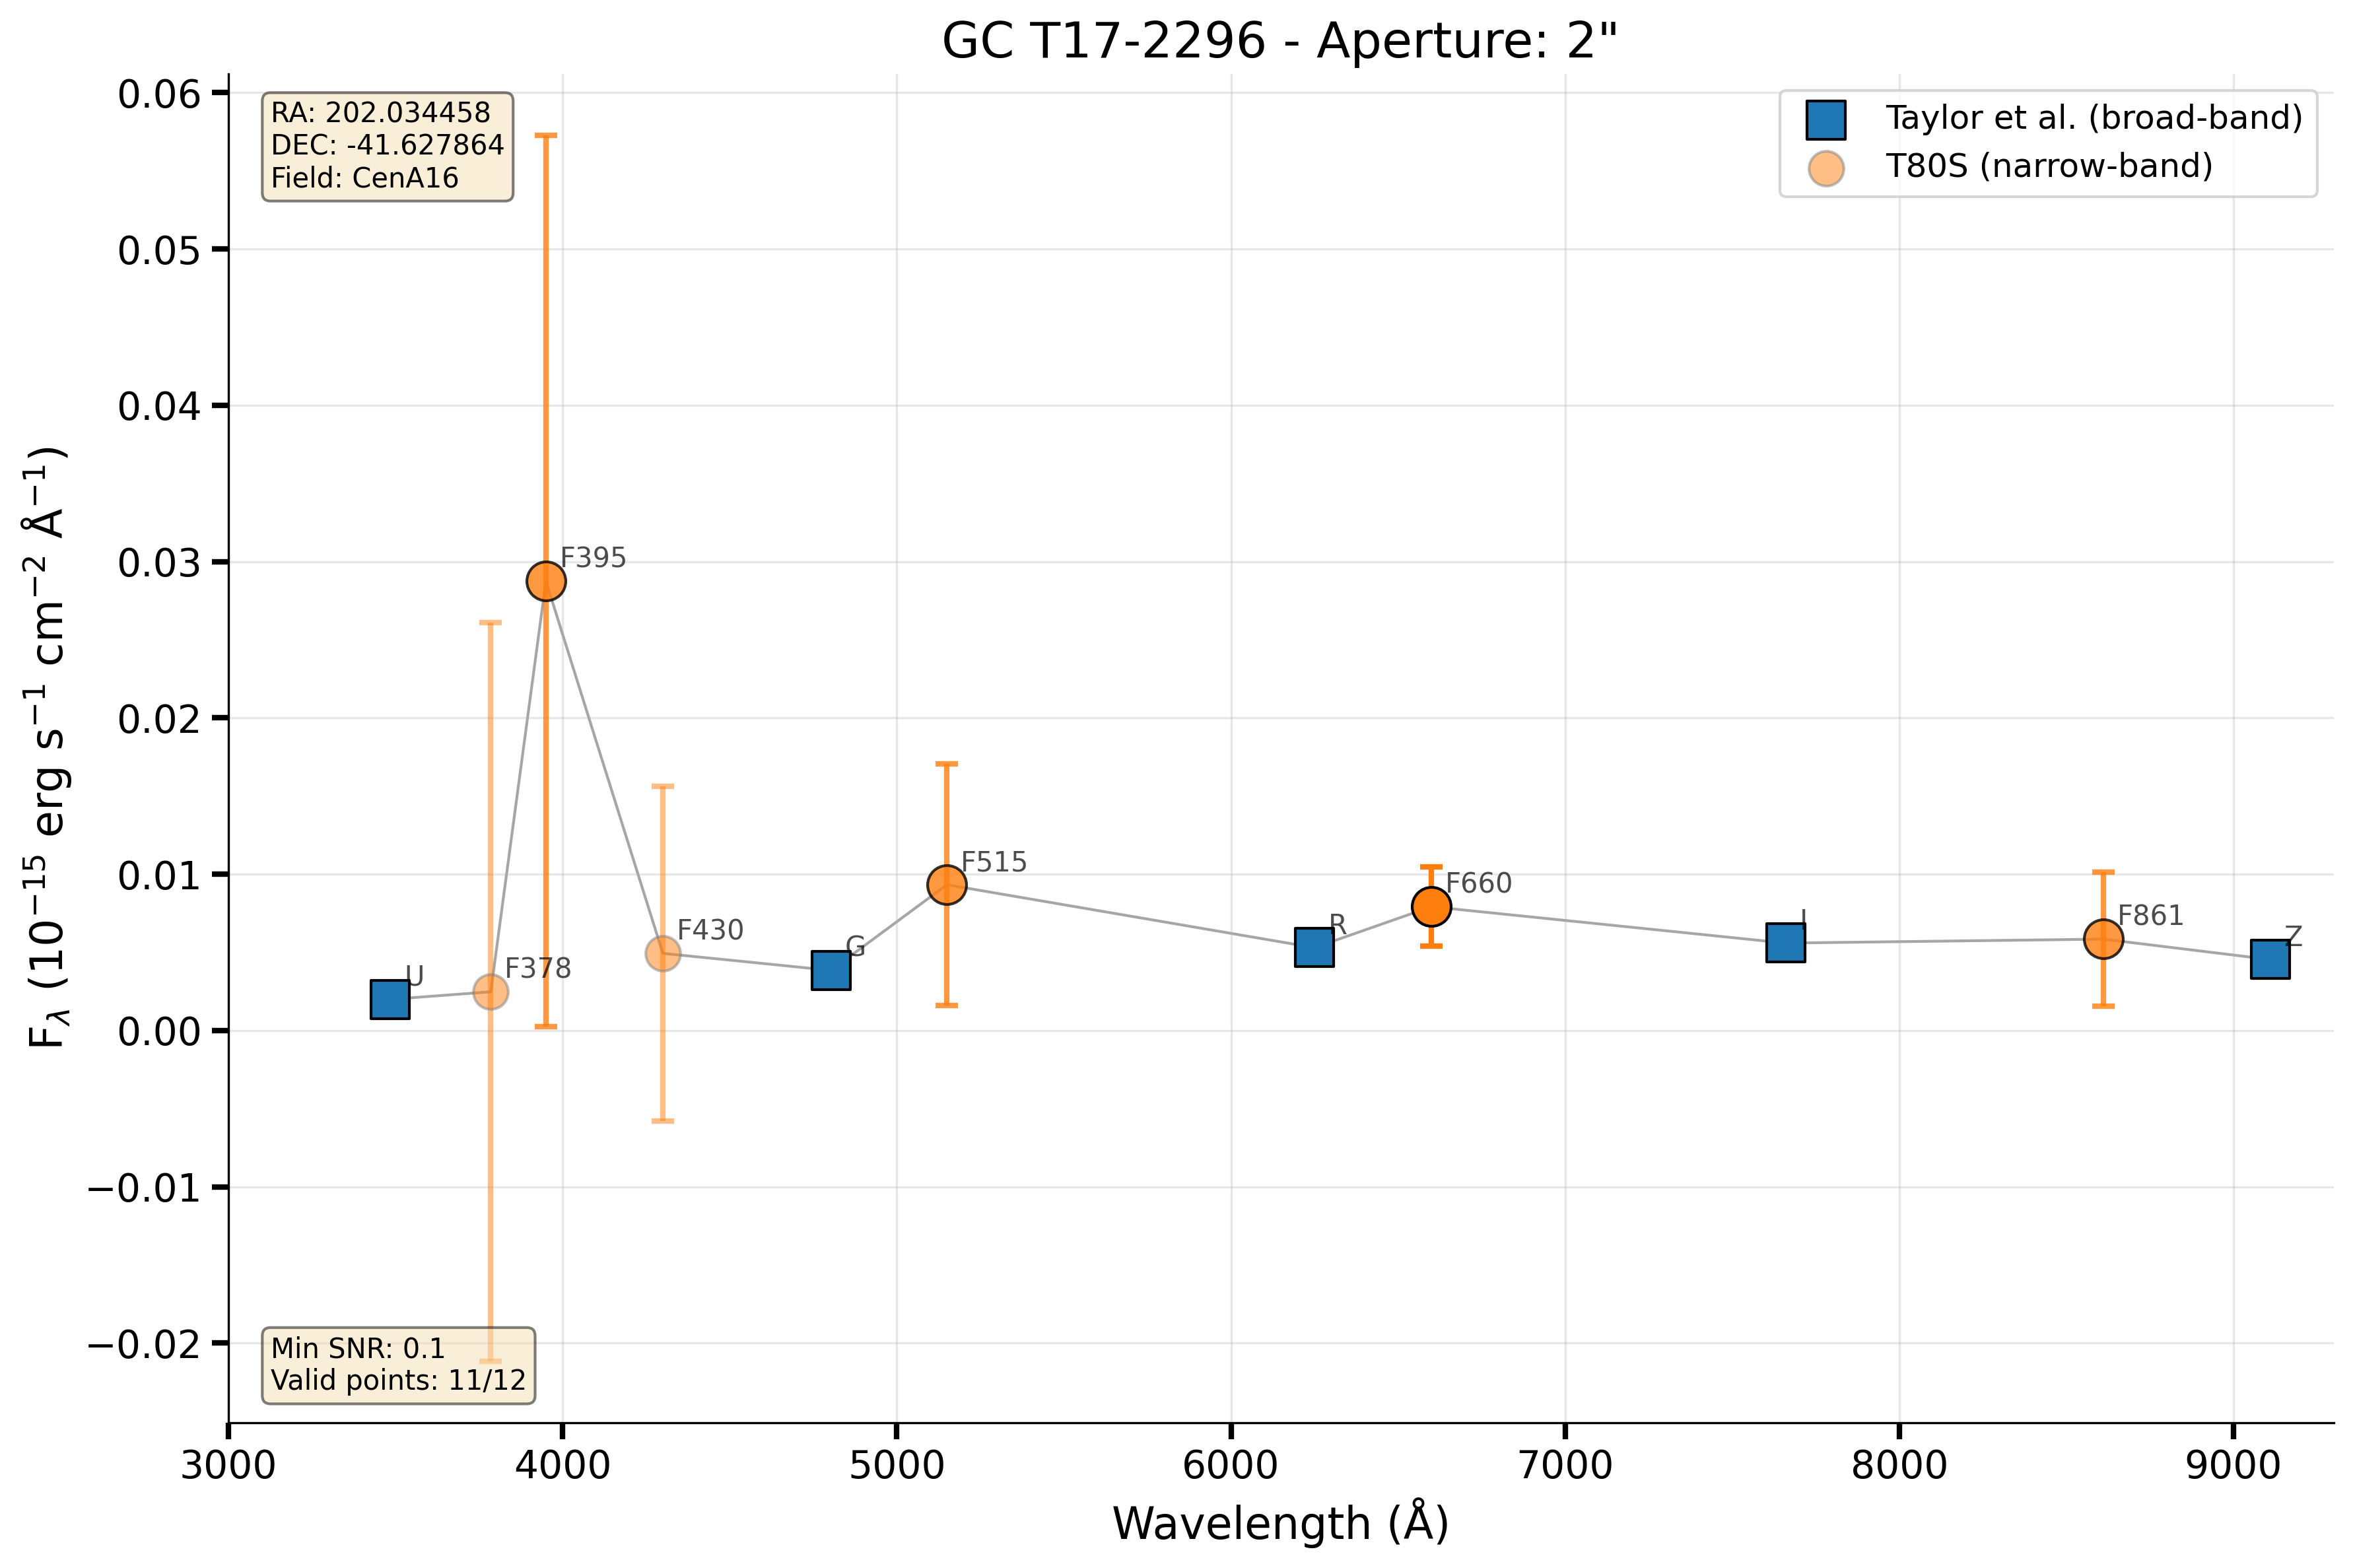 GC T17-2296 - Aperture: 2"
RA: 202.034458
DEC: -41.627864
Field: CenA16
Taylor et al. (broad-band)
T80S (narrow-band)
0.06
0.05
0.04
0.03
0.02
0.01
0.00
−0.01
−0.02
F_λ (10⁻¹⁵ erg s⁻¹ cm⁻² Å⁻¹)
U
F378
F395
F430
G
F515
R
F660
I
F861
Z
Min SNR: 0.1
Valid points: 11/12
3000 4000 5000 6000 7000 8000 9000
Wavelength (Å)